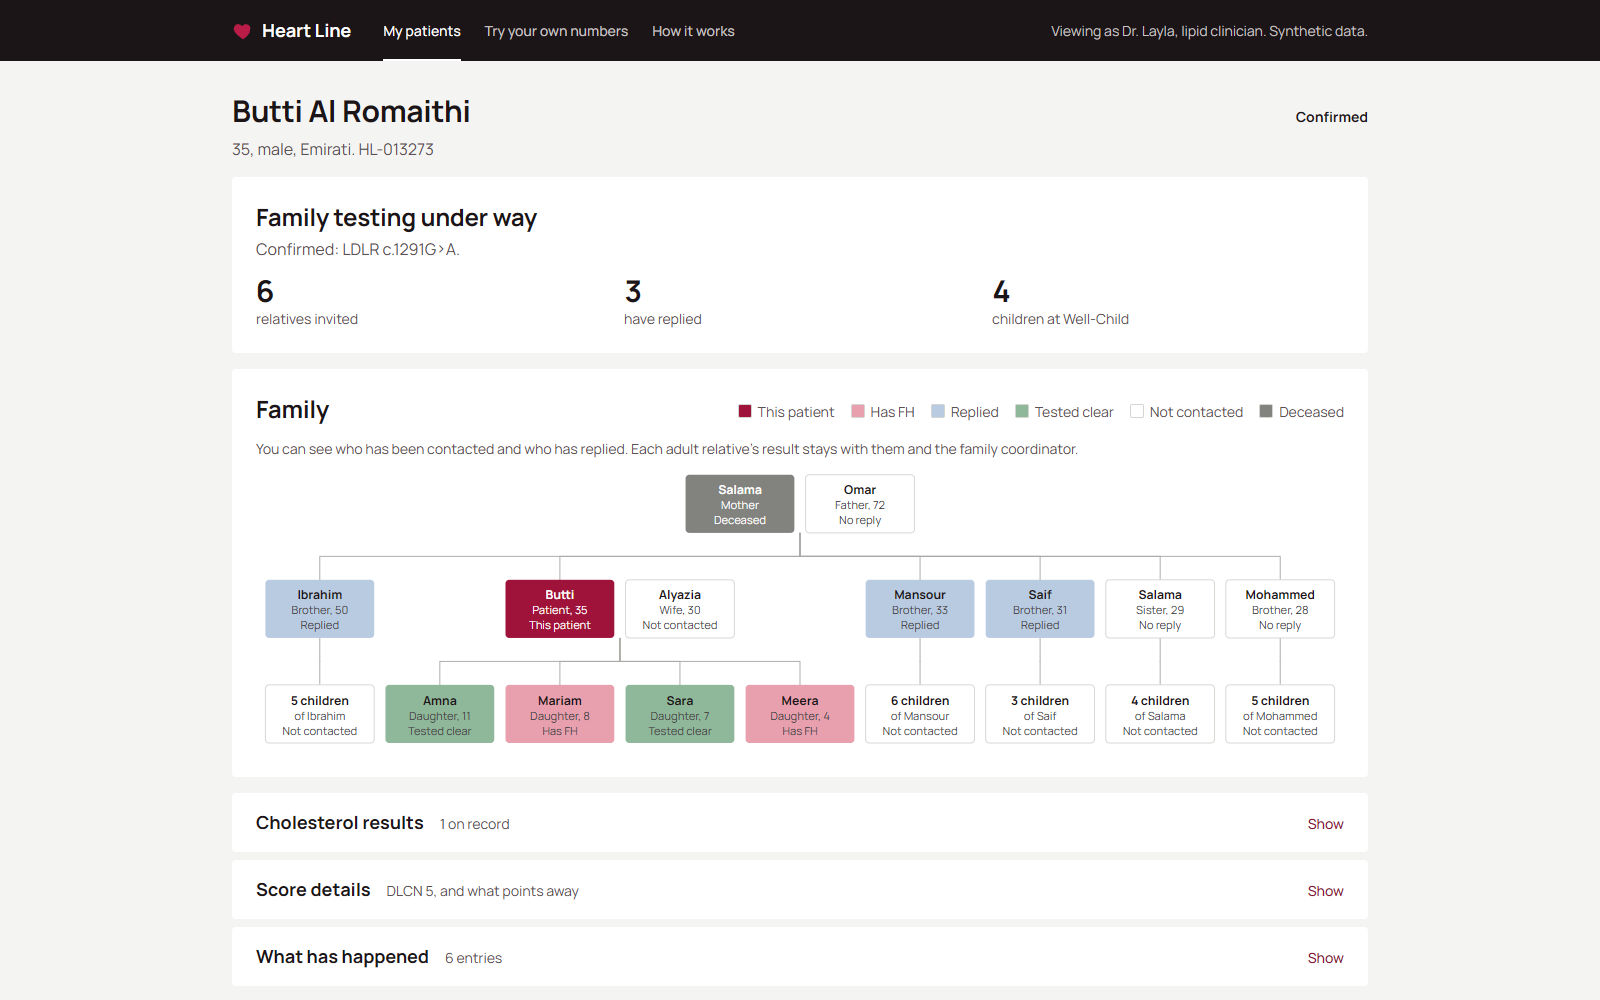 Heart Line
My patients
Try your own numbers
How it works
Viewing as Dr. Layla, lipid clinician. Synthetic data.
Butti Al Romaithi
Confirmed
35, male, Emirati. HL-013273
Family testing under way
Confirmed: LDLR c.1291G>A.
6
relatives invited
3
have replied
4
children at Well-Child
Family
This patient
Has FH
Replied
Tested clear
Not contacted
Deceased
You can see who has been contacted and who has replied. Each adult relative's result stays with them and the family coordinator.
Salama
Mother
Deceased
Omar
Father, 72
No reply
Ibrahim
Brother, 50
Replied
Butti
Patient, 35
This patient
Alyazia
Wife, 30
Not contacted
Mansour
Brother, 33
Replied
Saif
Brother, 31
Replied
Salama
Sister, 29
No reply
Mohammed
Brother, 28
No reply
5 children
of Ibrahim
Not contacted
Amna
Daughter, 11
Tested clear
Mariam
Daughter, 8
Has FH
Sara
Daughter, 7
Tested clear
Meera
Daughter, 4
Has FH
6 children
of Mansour
Not contacted
3 children
of Saif
Not contacted
4 children
of Salama
Not contacted
5 children
of Mohammed
Not contacted
Cholesterol results
1 on record
Show
Score details
DLCN 5, and what points away
Show
What has happened
6 entries
Show